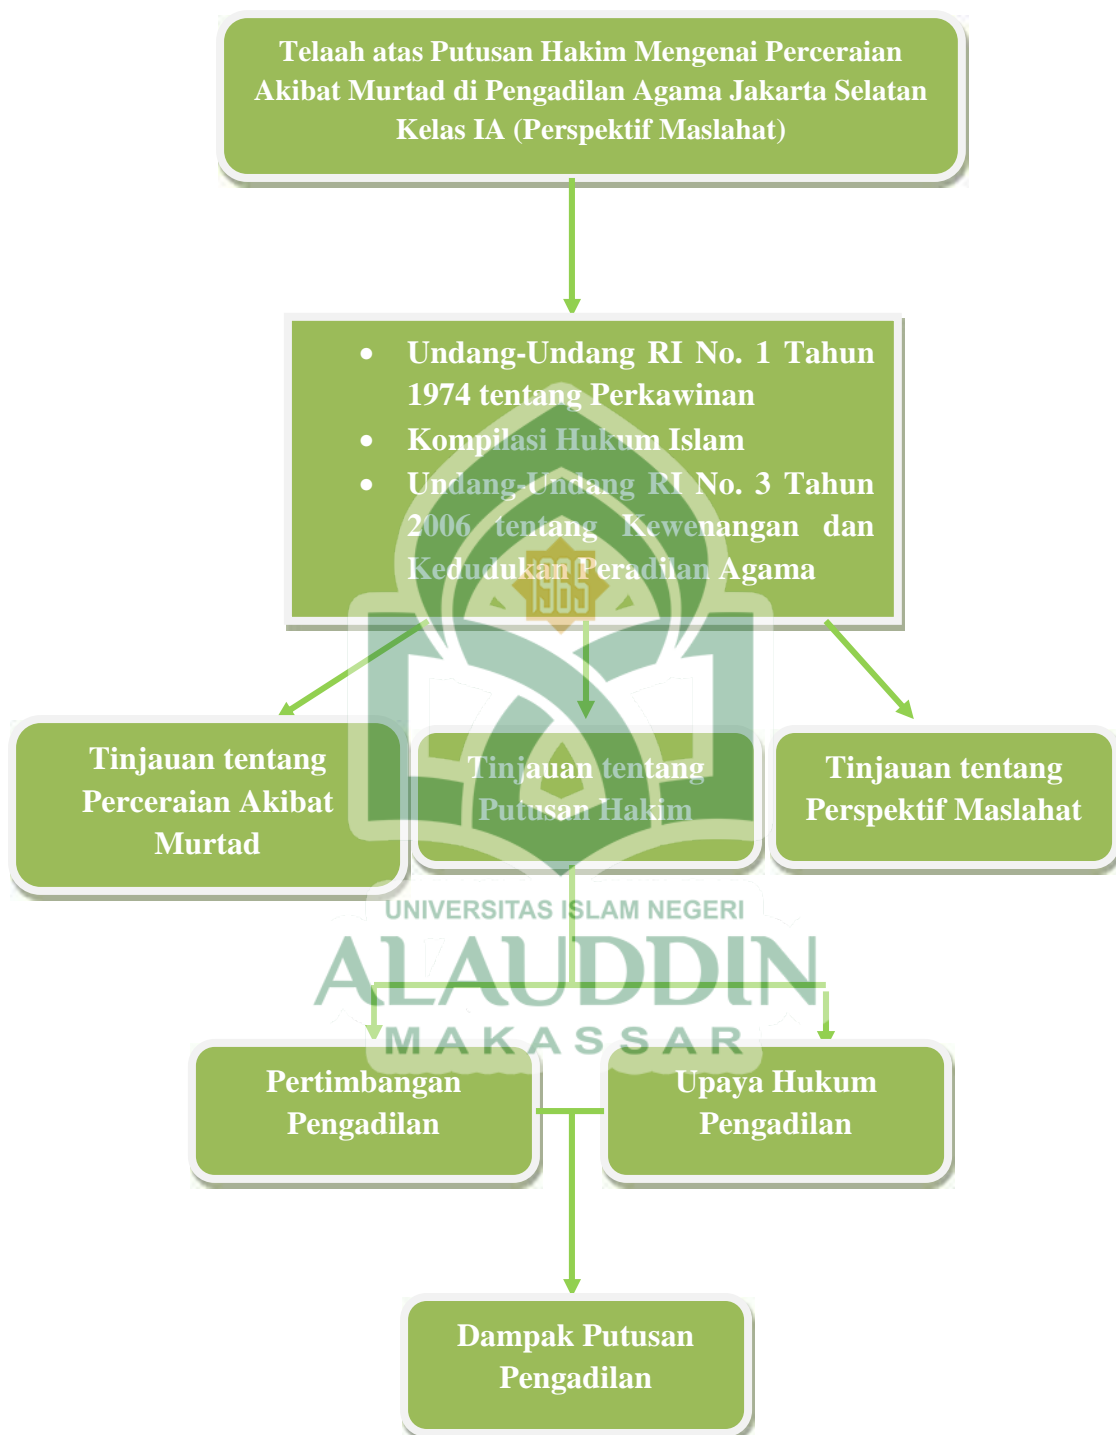 Telaah atas Putusan Hakim Mengenai Perceraian
Akibat Murtad di Pengadilan Agama Jakarta Selatan
Kelas IA (Perspektif Maslahat)
• Undang-Undang RI No. 1 Tahun
1974 tentang Perkawinan
• Kompilasi Hukum Islam
• Undang-Undang RI No. 3 Tahun
2006 tentang Kewenangan dan
Kedudukan Peradilan Agama
1965
Tinjauan tentang
Perceraian Akibat
Murtad
Tinjauan tentang
Putusan Hakim
Tinjauan tentang
Perspektif Maslahat
UNIVERSITAS ISLAM NEGERI
ALAUDDIN
MAKASSAR
Pertimbangan
Pengadilan
Upaya Hukum
Pengadilan
Dampak Putusan
Pengadilan